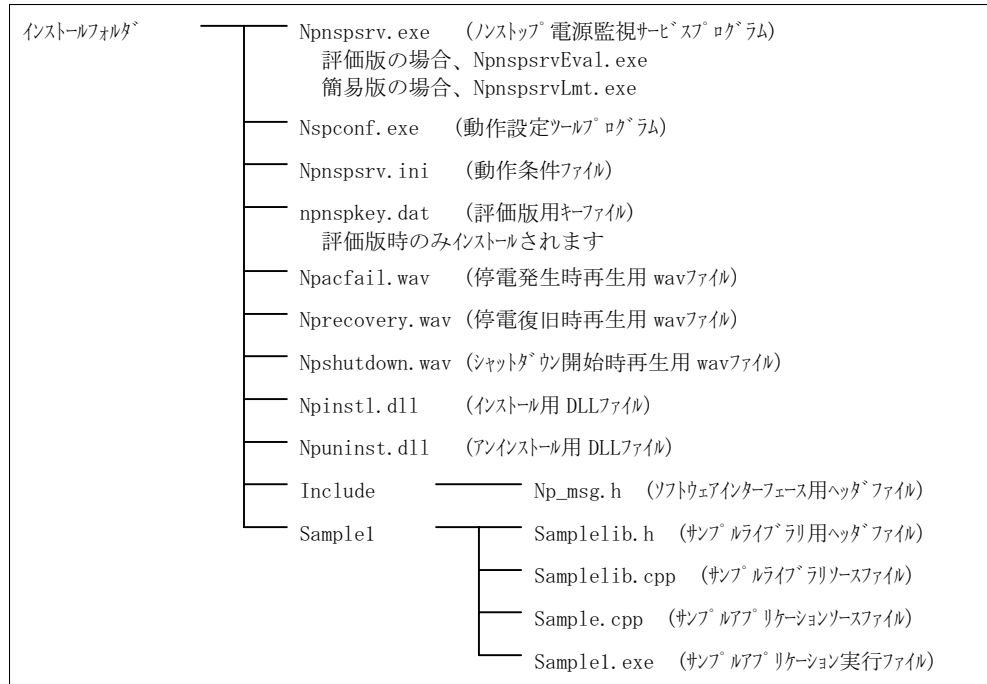 ｲﾝｽﾄｰﾙﾌｫﾙﾀﾞ
Npnspsrv.exe (ﾉﾝｽﾄｯﾌﾟ電源監視ｻｰﾋﾞｽﾌﾟﾛｸﾞﾗﾑ)
評価版の場合、NpnspsrvEval.exe
簡易版の場合、NpnspsrvLmt.exe
Nspconf.exe (動作設定ﾂｰﾙﾌﾟﾛｸﾞﾗﾑ)
Npnspsrv.ini (動作条件ﾌｧｲﾙ)
npnspkey.dat (評価版用ｷｰﾌｧｲﾙ)
評価版時のみｲﾝｽﾄｰﾙされます
Npacfail.wav (停電発生時再生用 wavﾌｧｲﾙ)
Nprecovery.wav (停電復旧時再生用 wavﾌｧｲﾙ)
Npshutdown.wav (ｼｬｯﾄﾀﾞｳﾝ開始時再生用 wavﾌｧｲﾙ)
Npinstl.dll (ｲﾝｽﾄｰﾙ用 DLLﾌｧｲﾙ)
Npuninst.dll (ｱﾝｲﾝｽﾄｰﾙ用 DLLﾌｧｲﾙ)
Include Np_msg.h (ｿﾌﾄｳｪｱｲﾝﾀｰﾌｪｰｽ用ﾍｯﾀﾞﾌｧｲﾙ)
Sample1 Samplelib.h (ｻﾝﾌﾟﾙﾗｲﾌﾞﾗﾘ用ﾍｯﾀﾞﾌｧｲﾙ)
Samplelib.cpp (ｻﾝﾌﾟﾙﾗｲﾌﾞﾗﾘｿｰｽﾌｧｲﾙ)
Sample.cpp (ｻﾝﾌﾟﾙｱﾌﾟﾘｹｰｼｮﾝｿｰｽﾌｧｲﾙ)
Sample1.exe (ｻﾝﾌﾟﾙｱﾌﾟﾘｹｰｼｮﾝ実行ﾌｧｲﾙ)